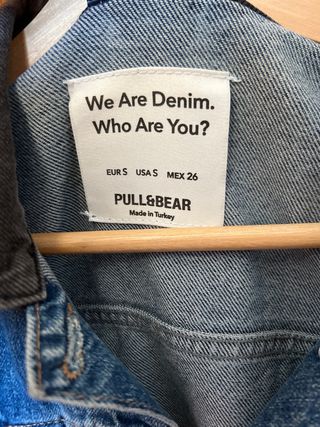 We Are Denim.
Who Are You?
EUR S USA S MEX 26
PULL&BEAR
Made in Turkey